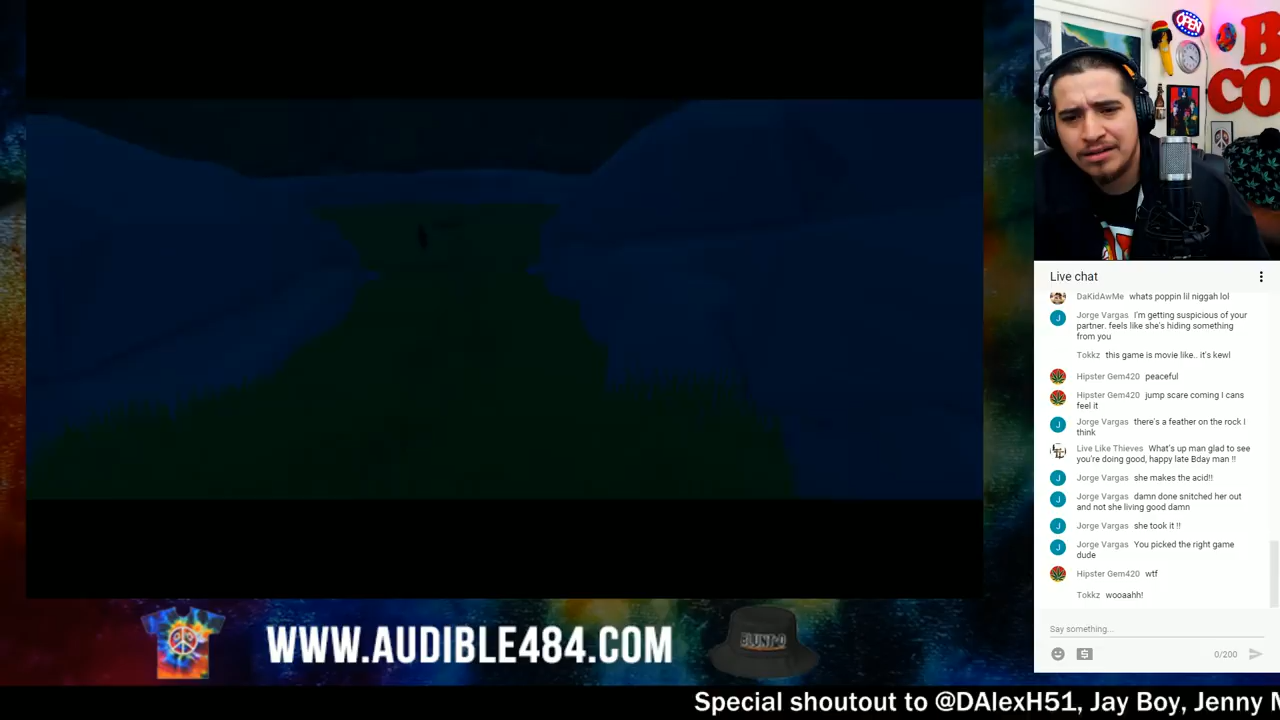 OPEN
B
CO
Live chat
DaKidAwMe whats poppin lil niggah lol
Jorge Vargas I'm getting suspicious of your
partner. feels like she's hiding something
from you
Tokkz this game is movie like.. it's kewl
Hipster Gem420 peaceful
Hipster Gem420 jump scare coming I cans
feel it
Jorge Vargas there's a feather on the rock I
think
Live Like Thieves What's up man glad to see
you're doing good, happy late Bday man !!
Jorge Vargas she makes the acid!!
Jorge Vargas damn done snitched her out
and not she living good damn
Jorge Vargas she took it !!
Jorge Vargas You picked the right game
dude
Hipster Gem420 wtf
Tokkz wooaahh!
Say something...
0/200
WWW.AUDIBLE484.COM
Special shoutout to @DAlexH51, Jay Boy, Jenny